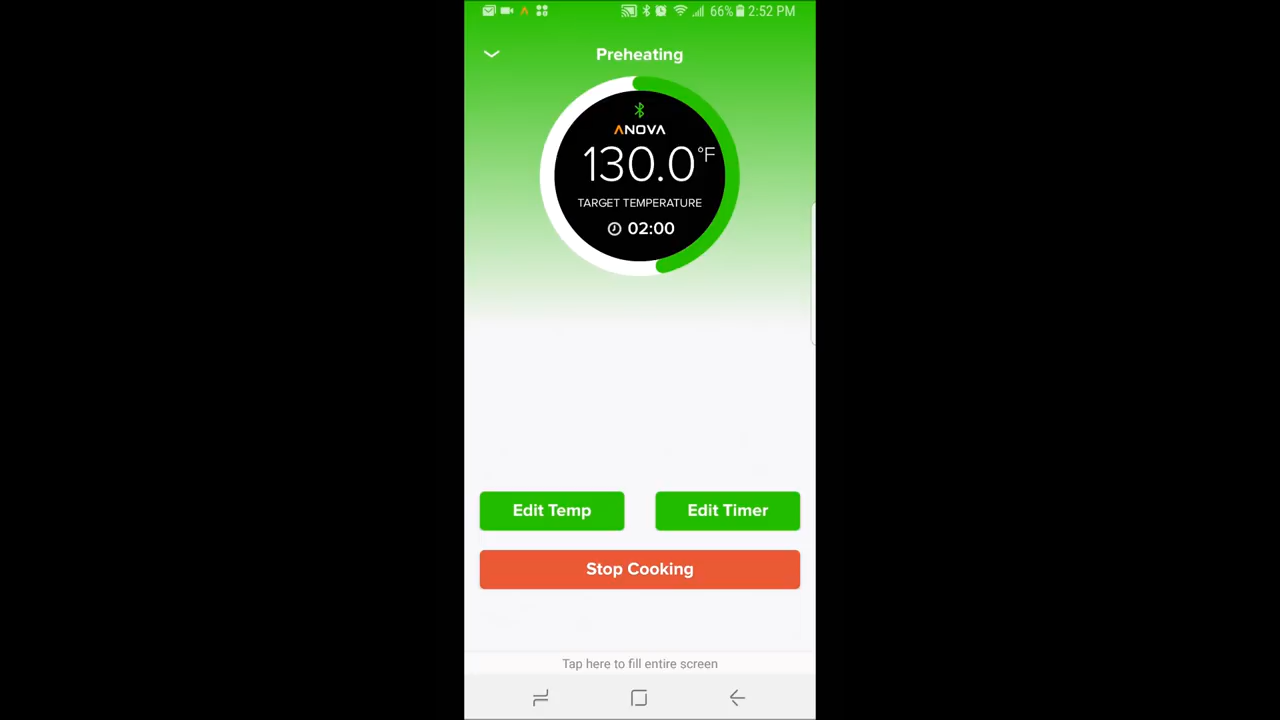 66% 2:52 PM
Preheating
ANOVA
130.0°F
TARGET TEMPERATURE
02:00
Edit Temp
Edit Timer
Stop Cooking
Tap here to fill entire screen